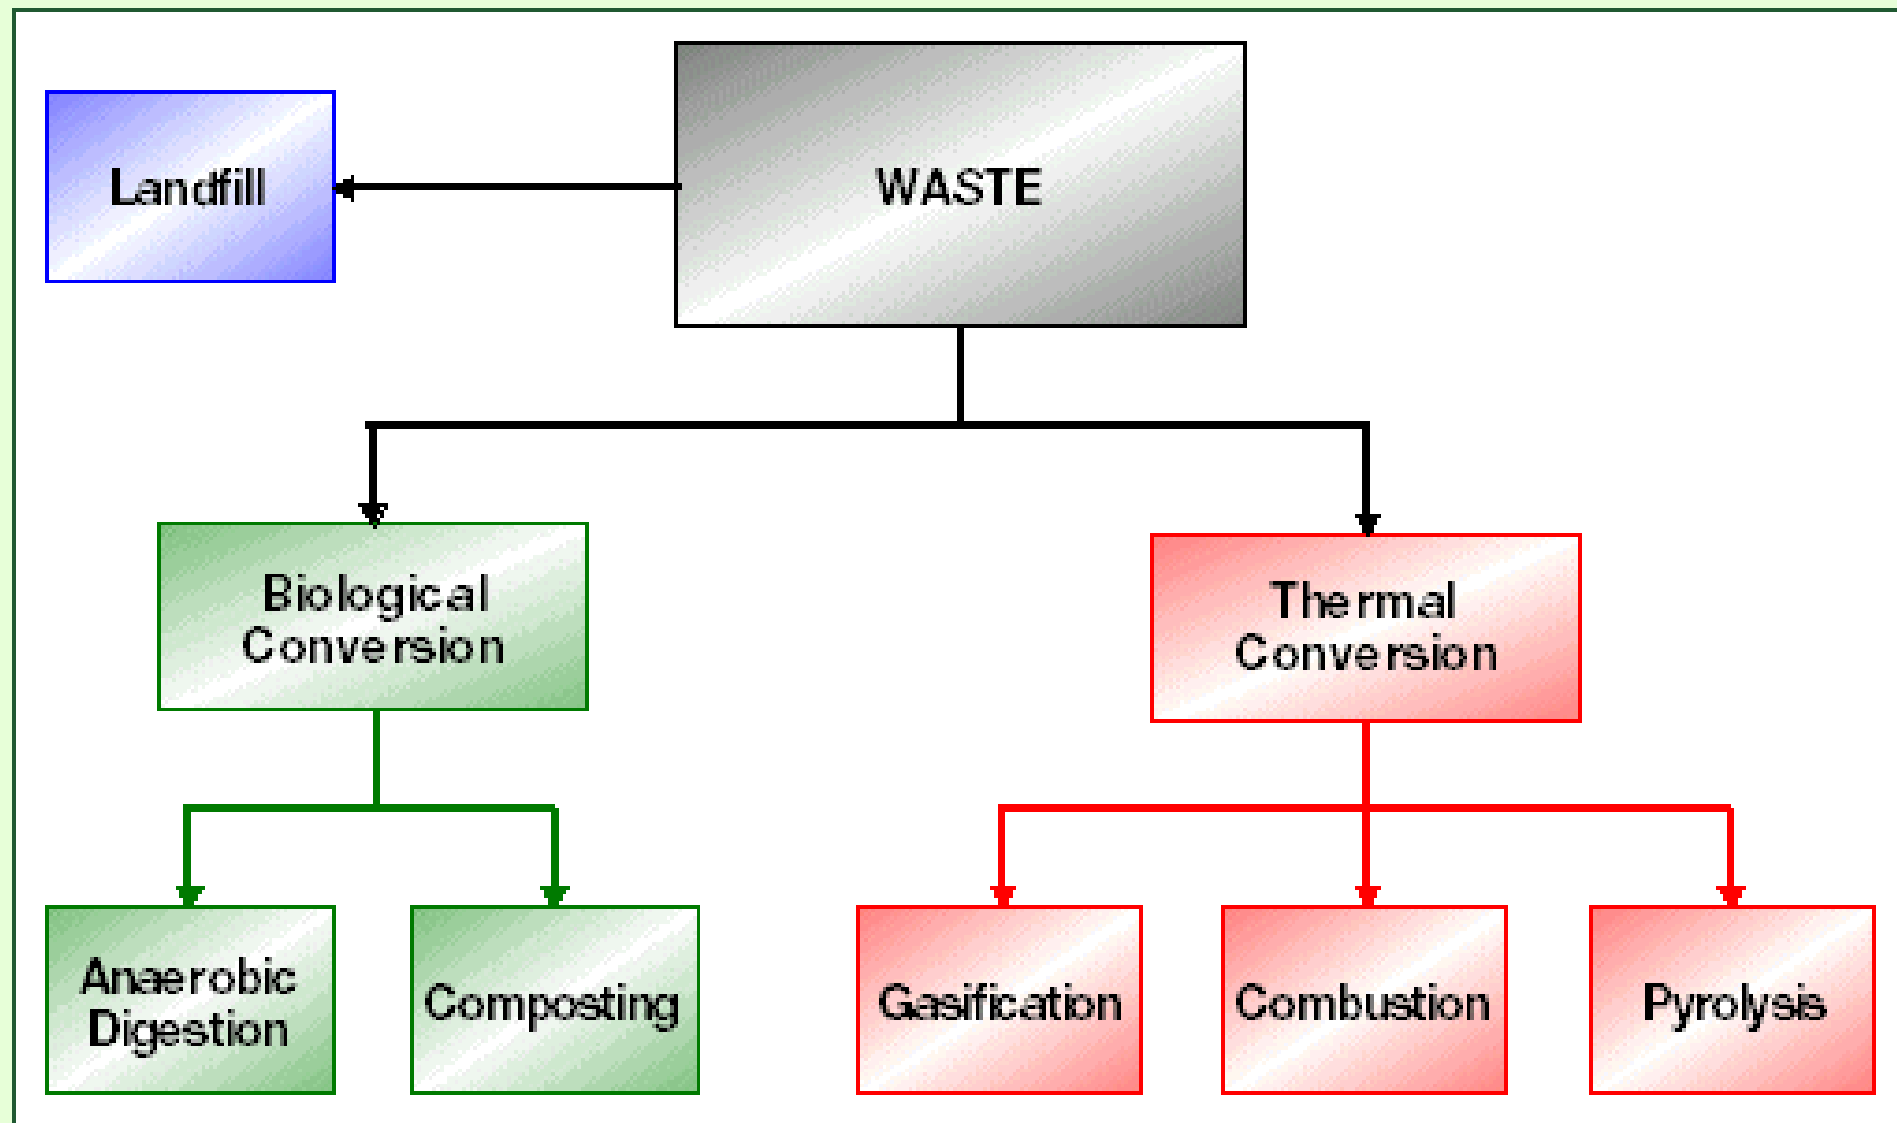 WASTE
Landfill
Biological
Conversion
Thermal
Conversion
Anaerobic
Digestion
Composting
Gasification
Combustion
Pyrolysis